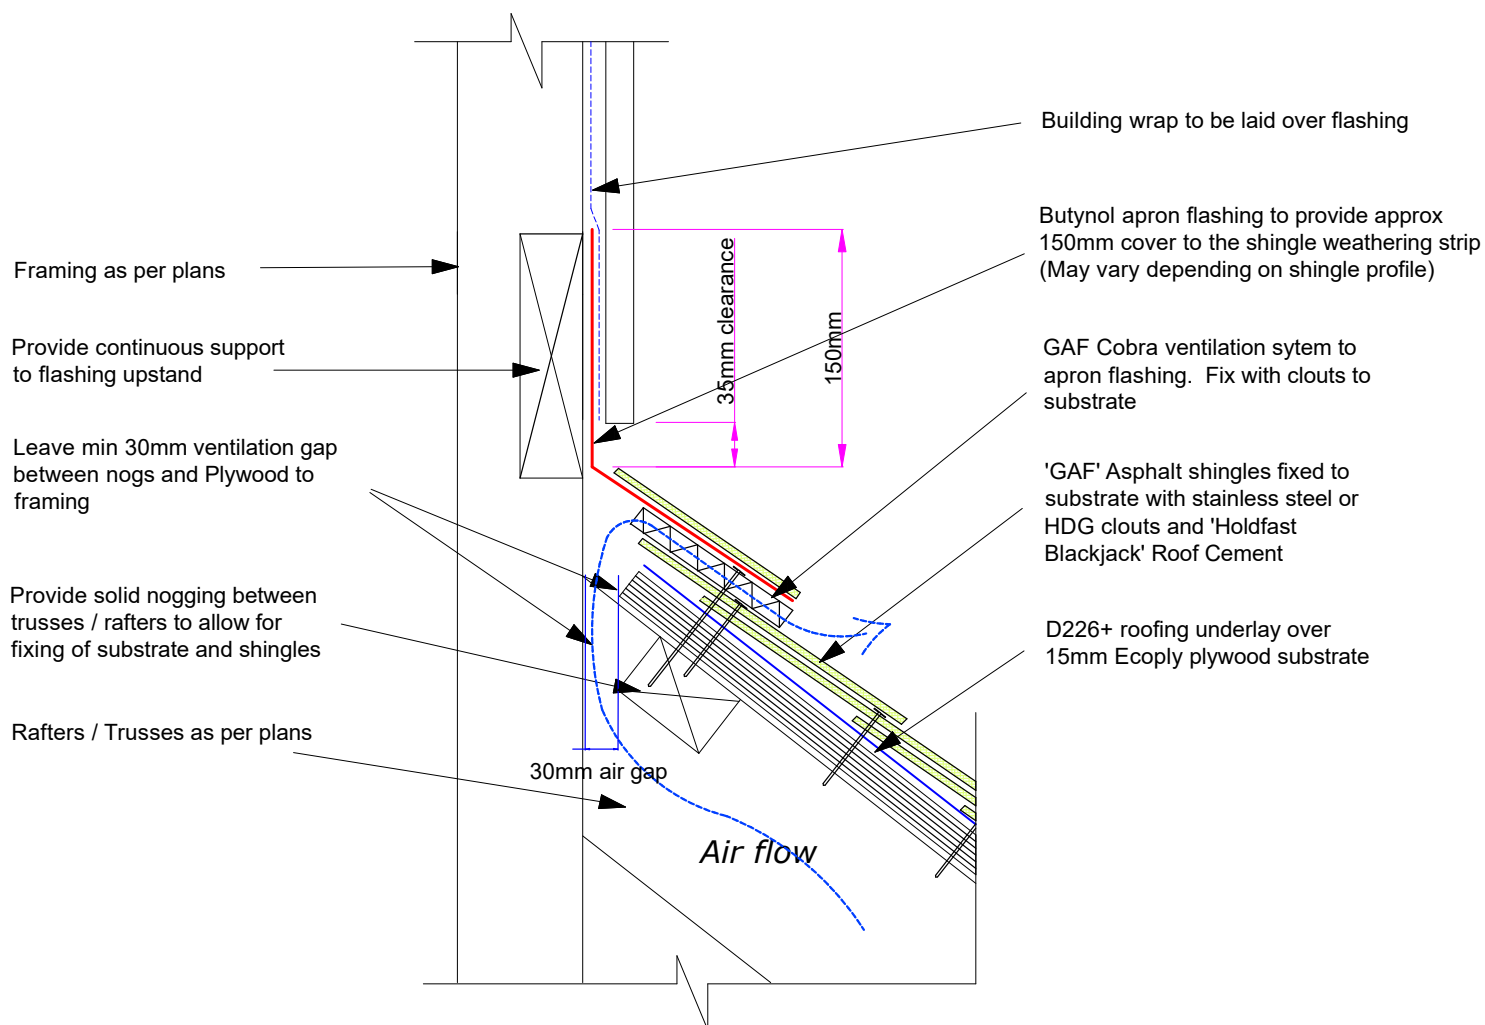 Building wrap to be laid over flashing
Butynol apron flashing to provide approx
150mm cover to the shingle weathering strip
(May vary depending on shingle profile)
Framing as per plans
35mm clearance
150mm
Provide continuous support
to flashing upstand
GAF Cobra ventilation sytem to
apron flashing.  Fix with clouts to
substrate
Leave min 30mm ventilation gap
between nogs and Plywood to
framing
'GAF' Asphalt shingles fixed to
substrate with stainless steel or
HDG clouts and 'Holdfast
Blackjack' Roof Cement
Provide solid nogging between
trusses / rafters to allow for
fixing of substrate and shingles
D226+ roofing underlay over
15mm Ecoply plywood substrate
Rafters / Trusses as per plans
30mm air gap
Air flow